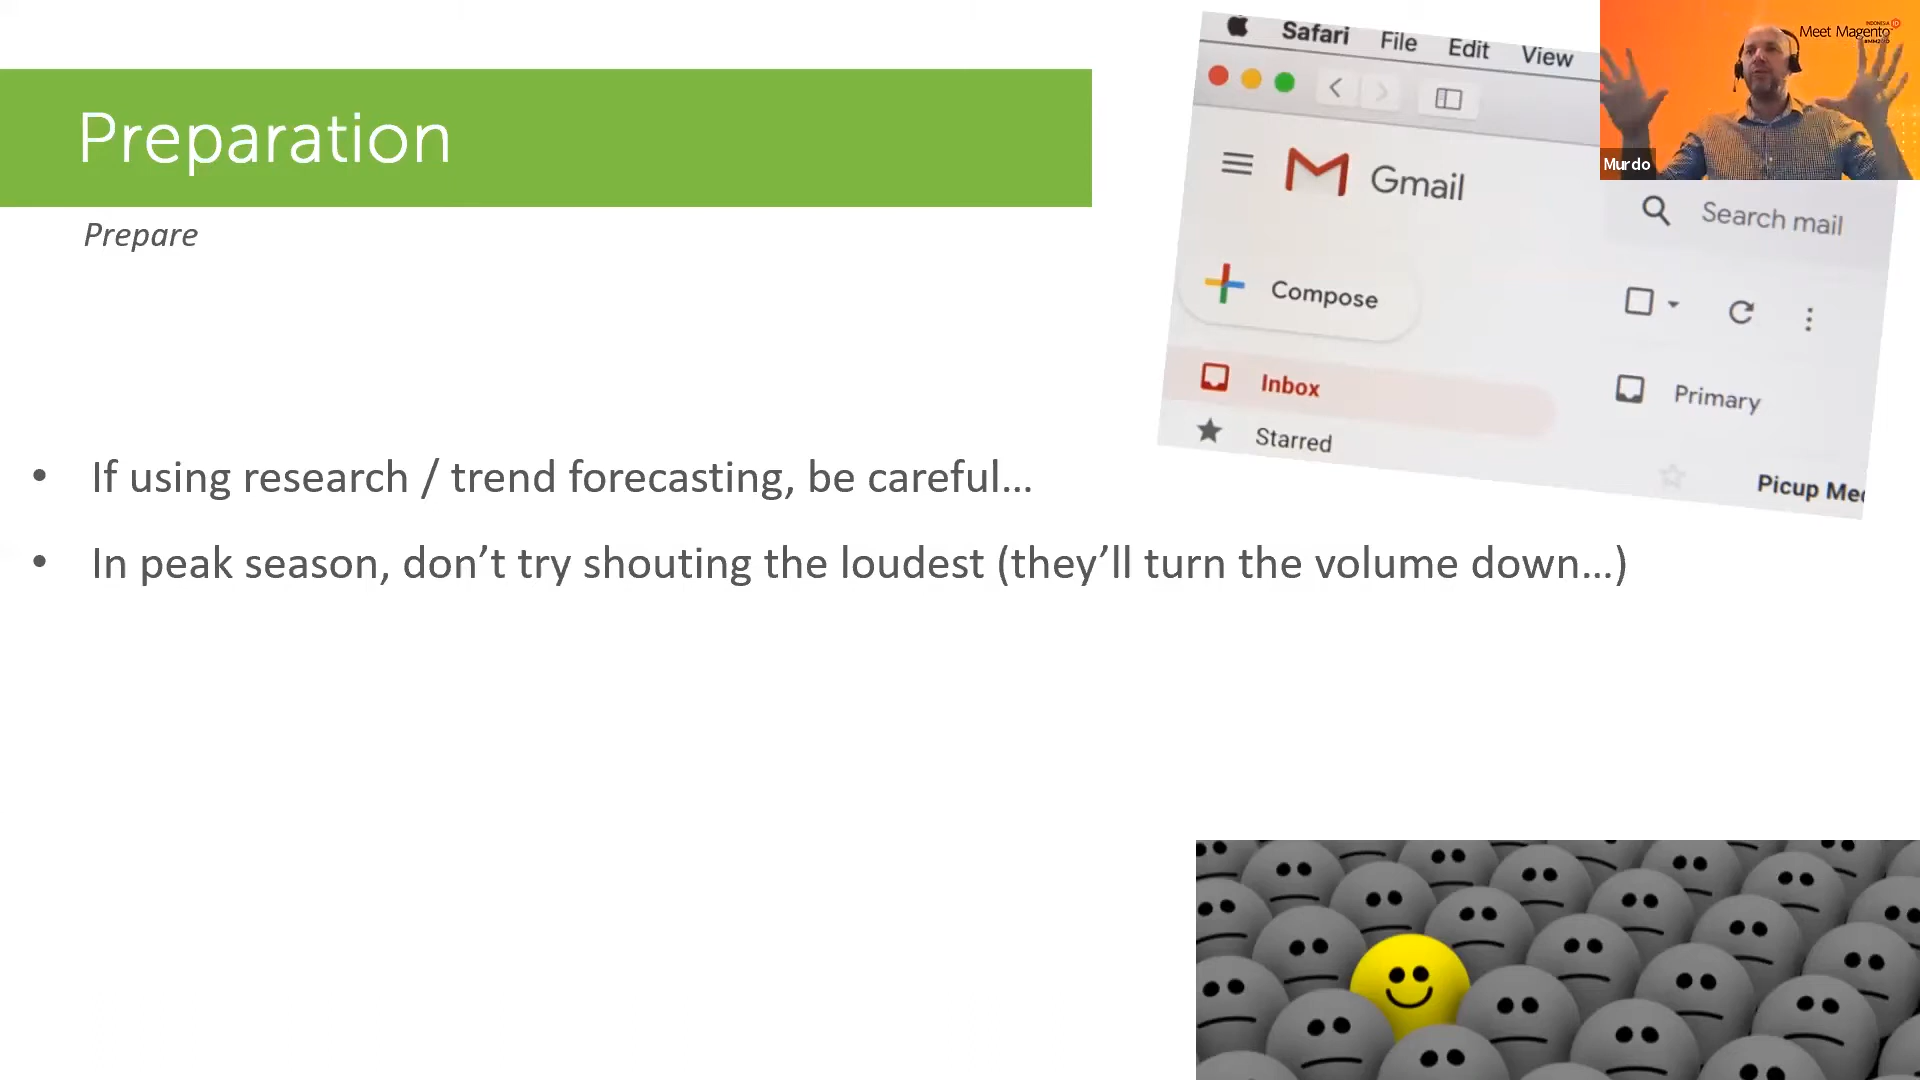 Preparation
Prepare
• If using research / trend forecasting, be careful...
• In peak season, don’t try shouting the loudest (they’ll turn the volume down...)
Safari File Edit View
Gmail
Search mail
Compose
Inbox
Primary
Starred
Picup Med
INDONESIA
Meet Magento
Murdo